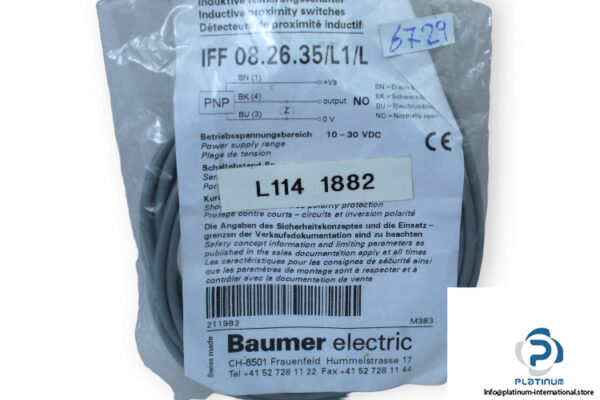 Inductive proximity switches
Détecteurs de proximité inductif
IFF 08.26.35/L1/L
6729
BN (1) +Vs
PNP BK (4) output NO
Z
BU (3) 0 V
BN =
BK =
BU =
NO = Normally open
Betriebsspannungsbereich 10 - 30 VDC
Power supply range
Plage de tension
CE
Schaltabstand
L114 1882
polarity protection
Protégé contre courts - circuits et inversion polarité
Die Angaben des Sicherheitskonzeptes und die Einsatz-
grenzen der Verkaufsdokumentation sind zu beachten
Safety concept information and limiting parameters as
published in the sales documentation apply at all times
Les caractéristiques pour les consignes de sécurité ainsi
que les paramètres de montage sont à respecter et à
contrôler avec la documentation de vente
211982 M383
Swiss made
Baumer electric
CH-8501 Frauenfeld Hummelstrasse 17
Tel +41 52 728 11 22 Fax +41 52 728 11 44
P
PLATINUM
Info@platinum-international.store